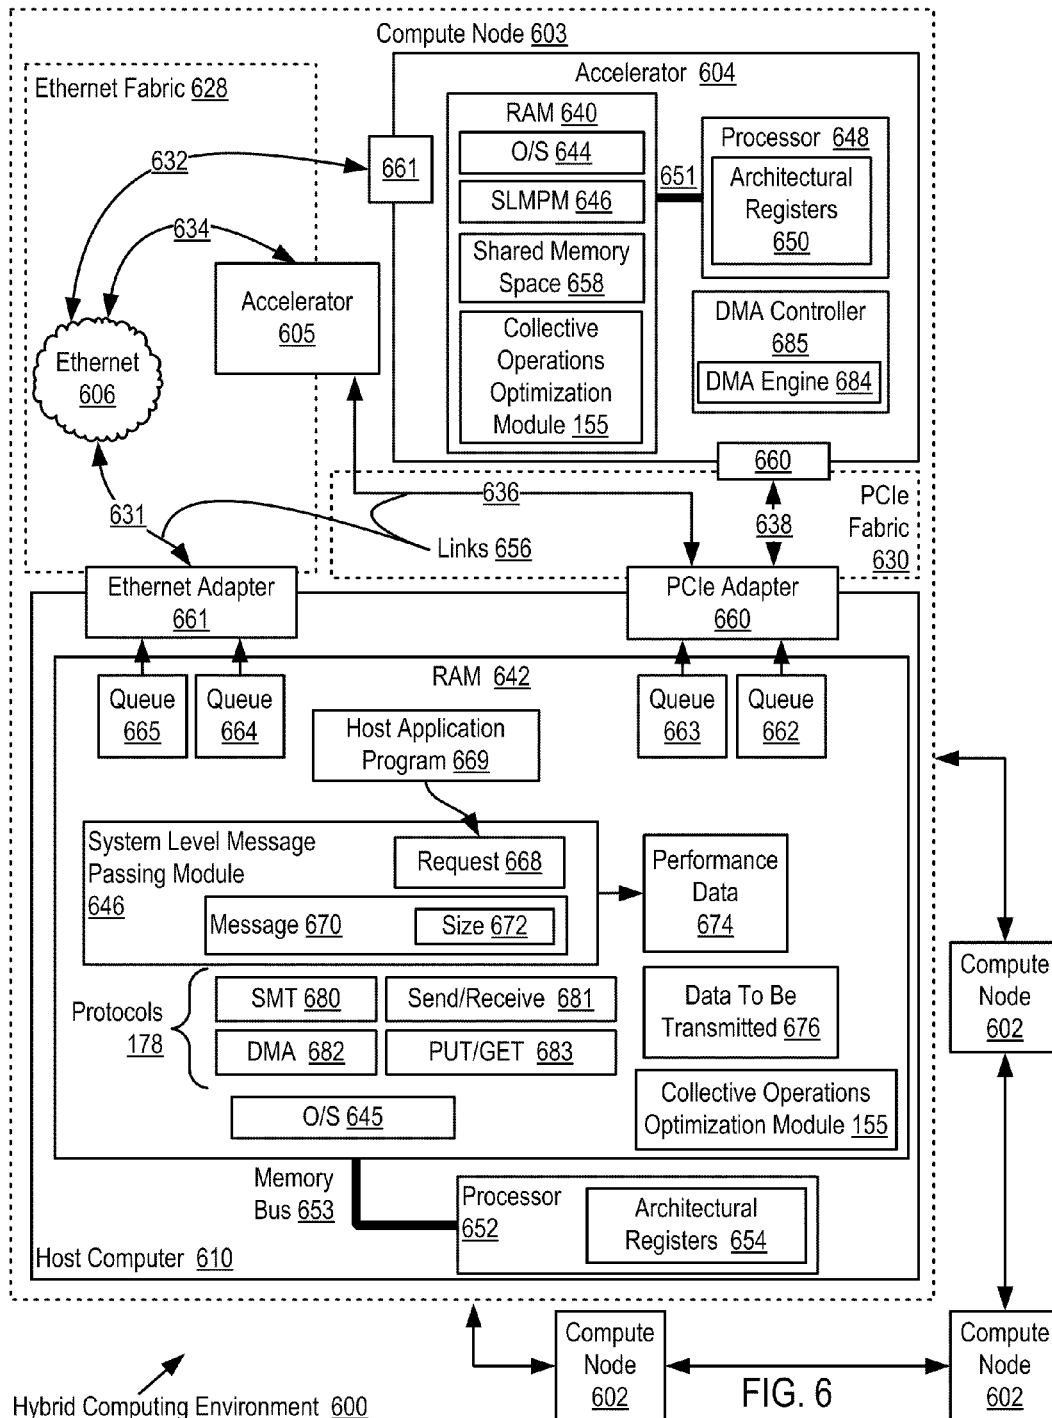 Compute Node 603
Ethernet Fabric 628
Accelerator 604
RAM 640
O/S 644
SLMPM 646
Shared Memory
Space 658
Collective
Operations
Optimization
Module 155
651
Processor 648
Architectural
Registers
650
DMA Controller
685
DMA Engine 684
661
632
634
Accelerator
605
Ethernet
606
660
636
638
PCIe
Fabric
630
631
Links 656
Ethernet Adapter
661
PCIe Adapter
660
RAM 642
Queue
665
Queue
664
Queue
663
Queue
662
Host Application
Program 669
System Level Message
Passing Module
646
Request 668
Message 670
Size 672
Performance
Data
674
Protocols
178
SMT 680
Send/Receive 681
DMA 682
PUT/GET 683
Data To Be
Transmitted 676
O/S 645
Collective Operations
Optimization Module 155
Memory
Bus 653
Processor
652
Architectural
Registers 654
Host Computer 610
Compute
Node
602
Compute
Node
602
Compute
Node
602
FIG. 6
Hybrid Computing Environment 600